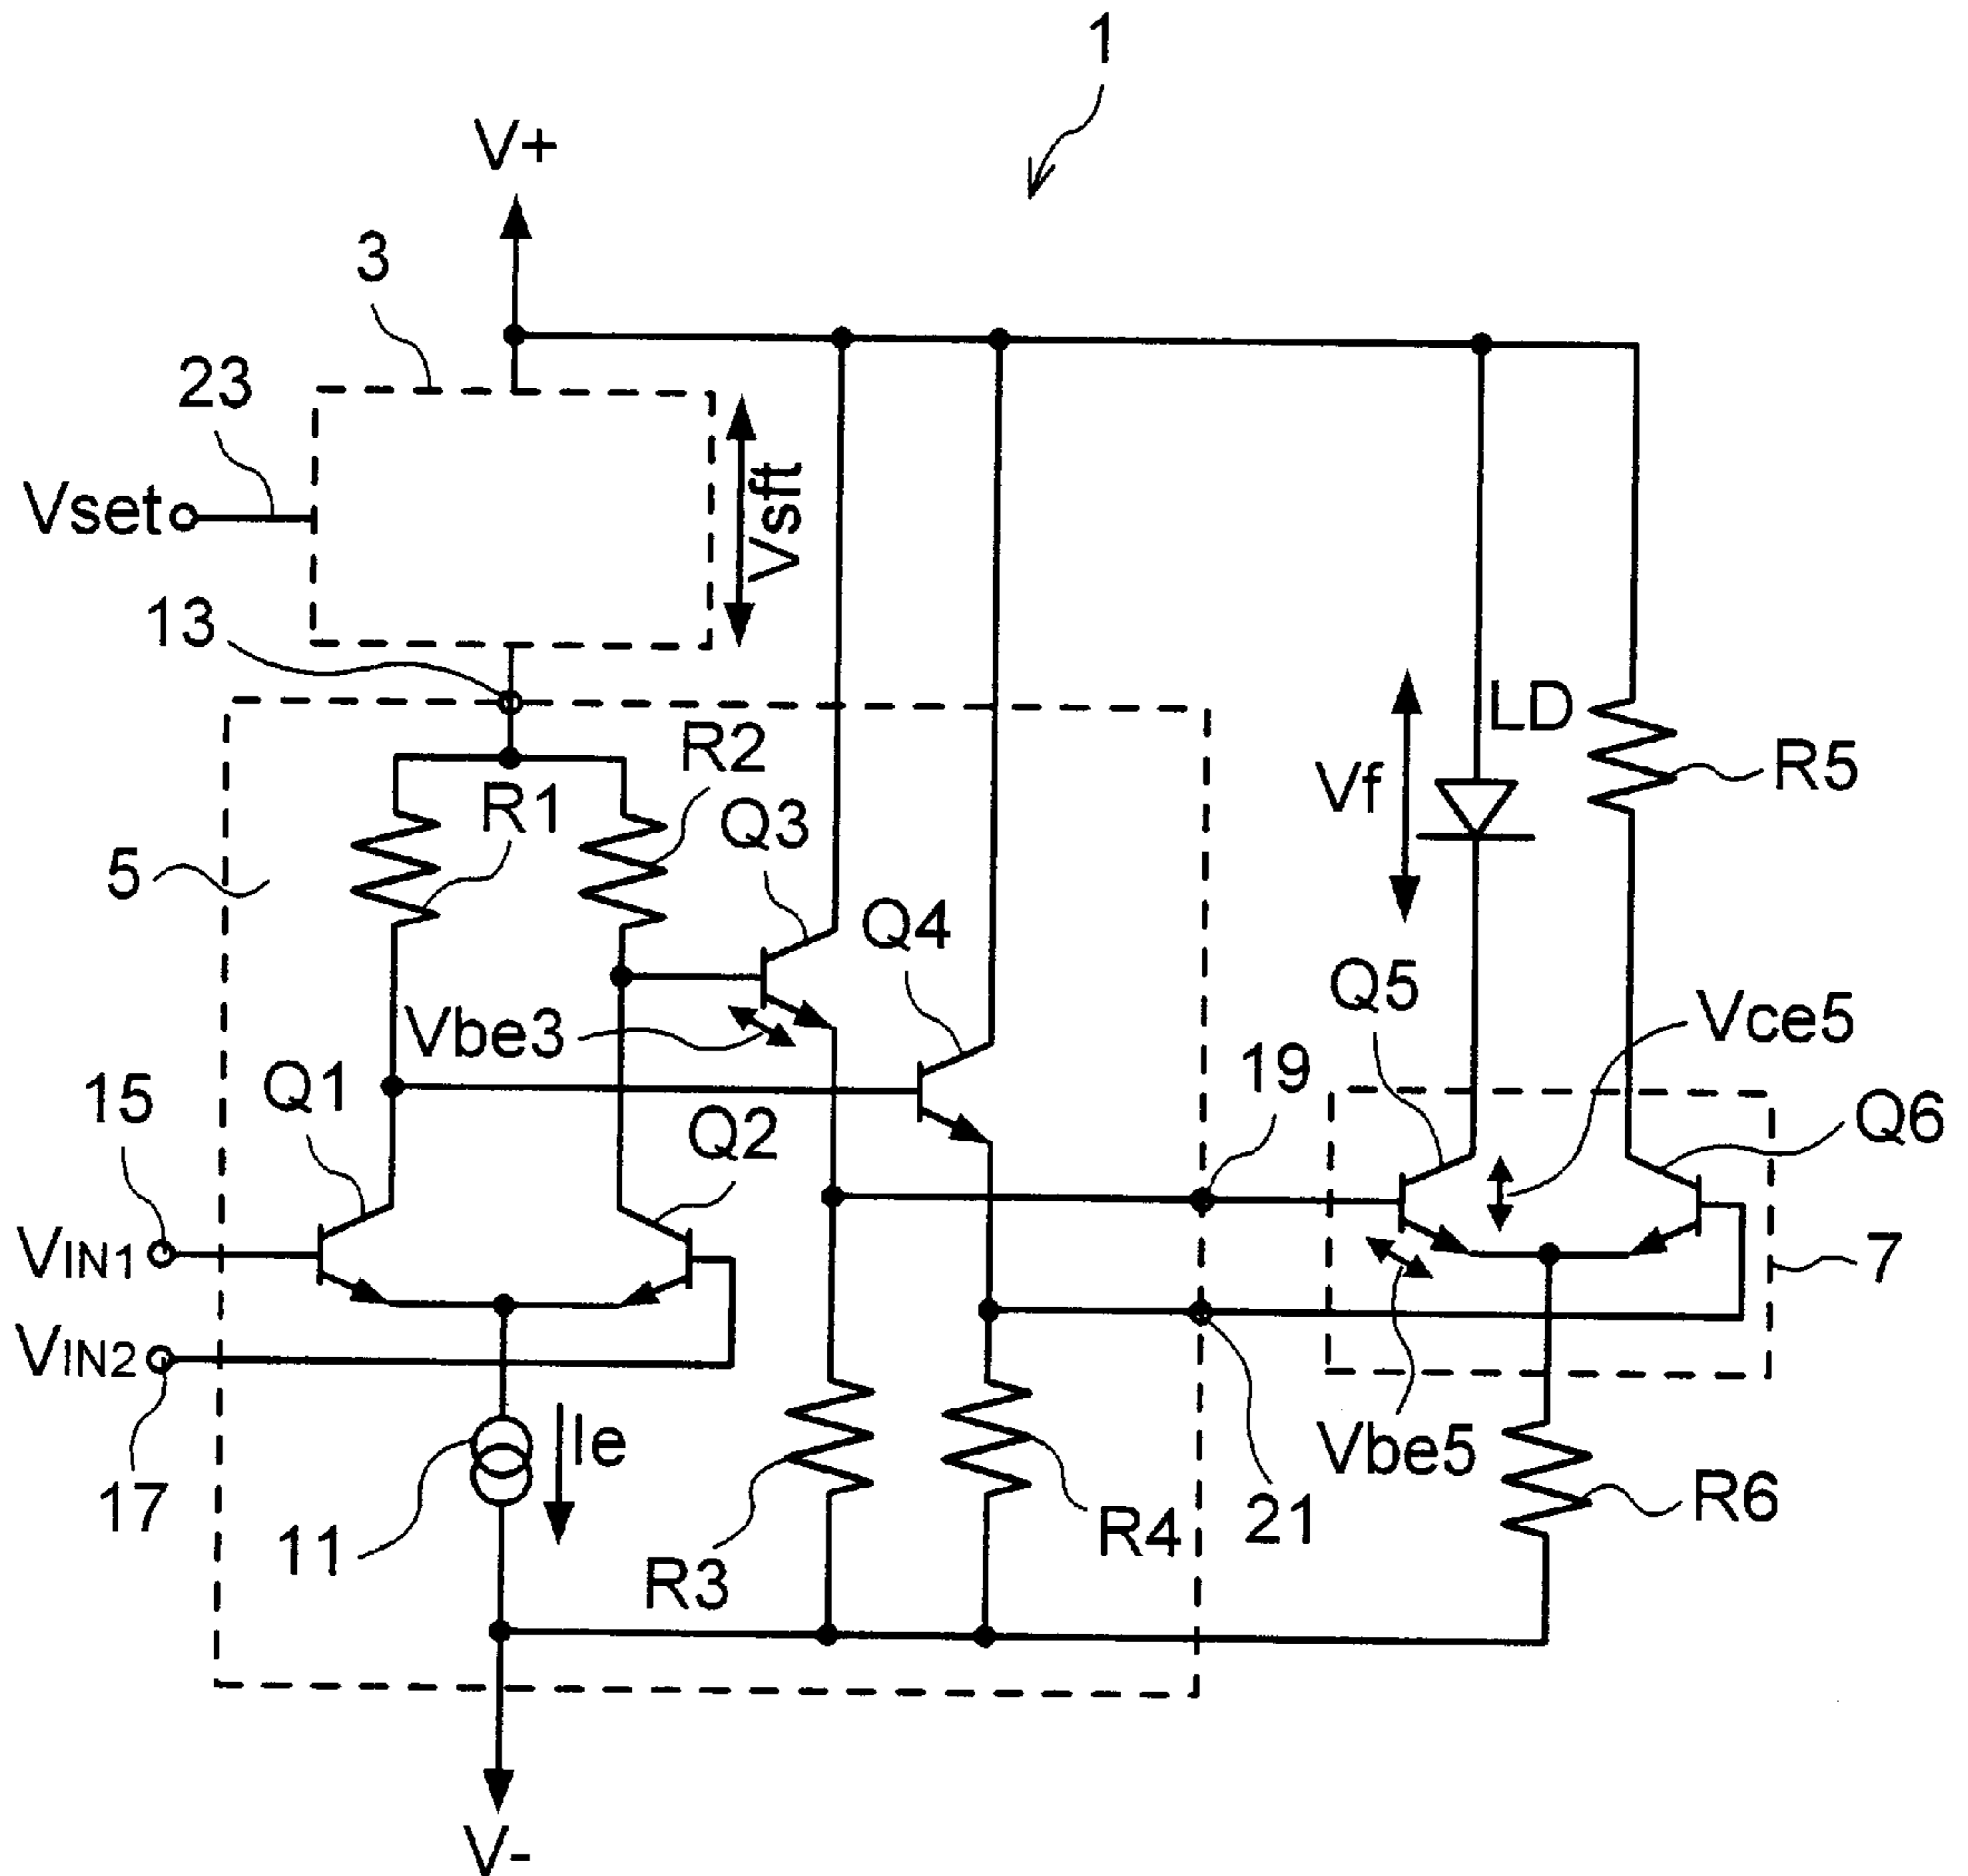 1
V+
3
23
Vset
Vsft
13
R2
LD
R1
Q3
Vf
R5
5
Q4
Q5
Vbe3
Vce5
19
15
Q1
Q2
Q6
VIN1
7
VIN2
Ie
Vbe5
17
11
R4
21
R6
R3
V-